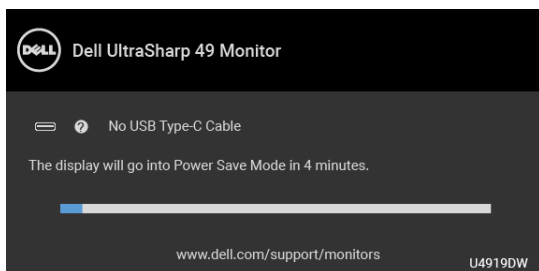 DELL
Dell UltraSharp 49 Monitor
? No USB Type-C Cable
The display will go into Power Save Mode in 4 minutes.
www.dell.com/support/monitors
U4919DW